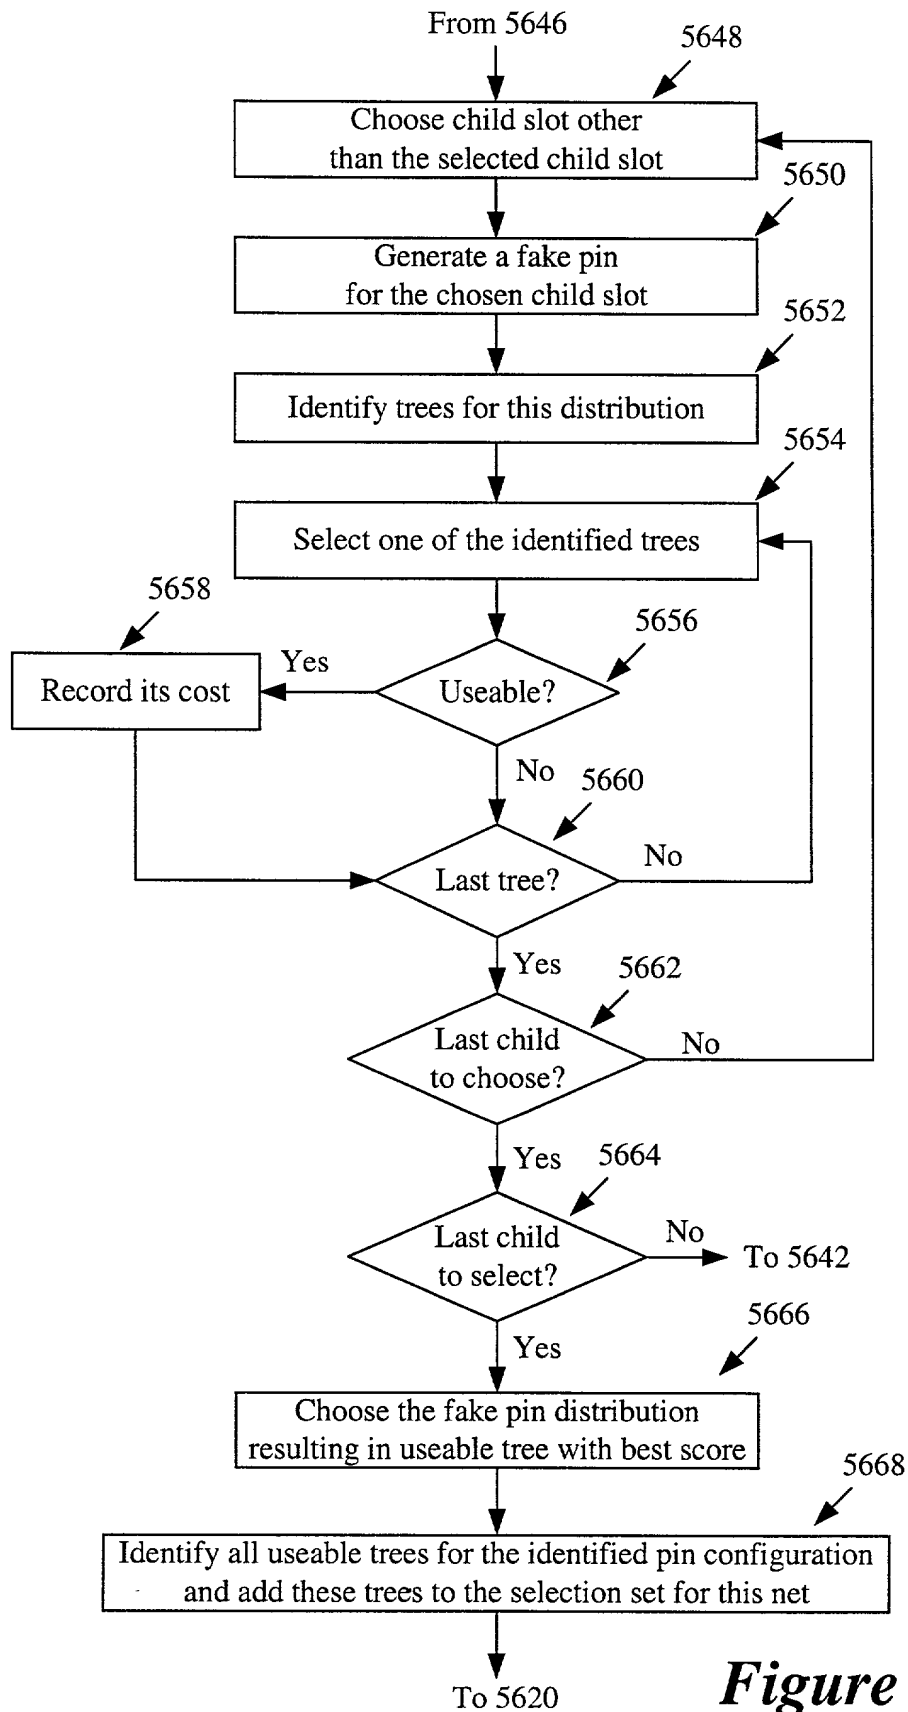 From 5646
5648
Choose child slot other
than the selected child slot
5650
Generate a fake pin
for the chosen child slot
5652
Identify trees for this distribution
5654
Select one of the identified trees
5658
5656
Record its cost
Yes
Useable?
No
5660
Last tree?
No
Yes
5662
Last child
to choose?
No
Yes
5664
Last child
to select?
No
To 5642
Yes
5666
Choose the fake pin distribution
resulting in useable tree with best score
5668
Identify all useable trees for the identified pin configuration
and add these trees to the selection set for this net
To 5620
Figure